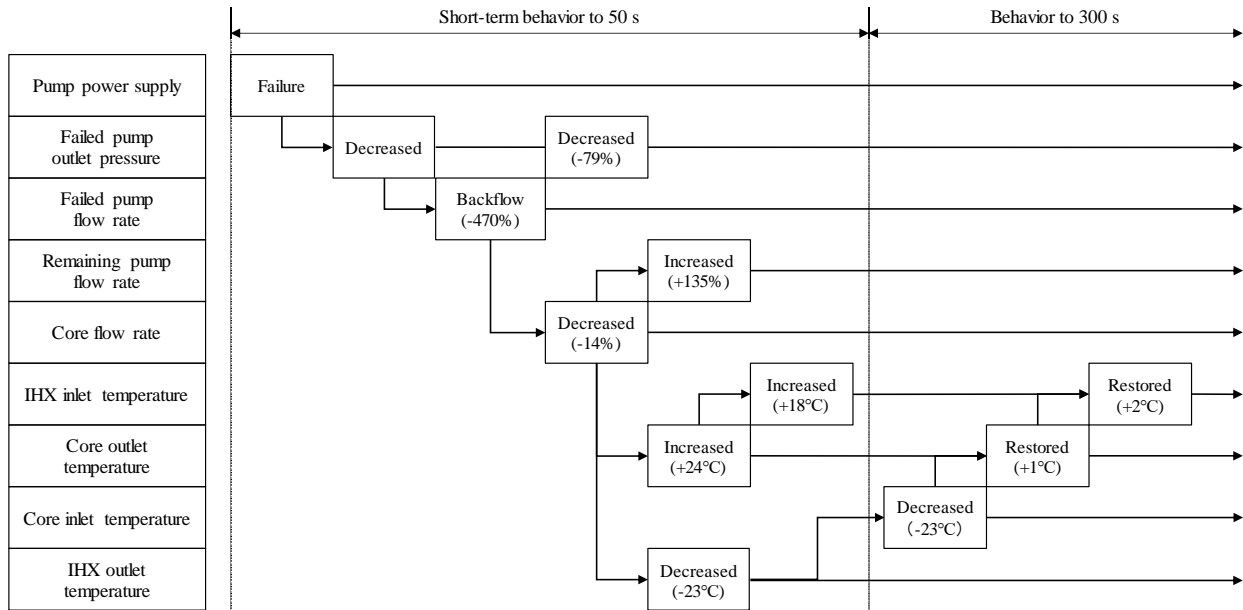 Short-term behavior to 50 s
Behavior to 300 s
Pump power supply
Failure
Failed pump
outlet pressure
Decreased
Decreased
(-79%)
Failed pump
flow rate
Backflow
(-470%)
Remaining pump
flow rate
Increased
(+135%)
Core flow rate
Decreased
(-14%)
IHX inlet temperature
Increased
(+18°C)
Restored
(+2°C)
Core outlet
temperature
Increased
(+24°C)
Restored
(+1°C)
Core inlet temperature
Decreased
(-23°C)
IHX outlet
temperature
Decreased
(-23°C)